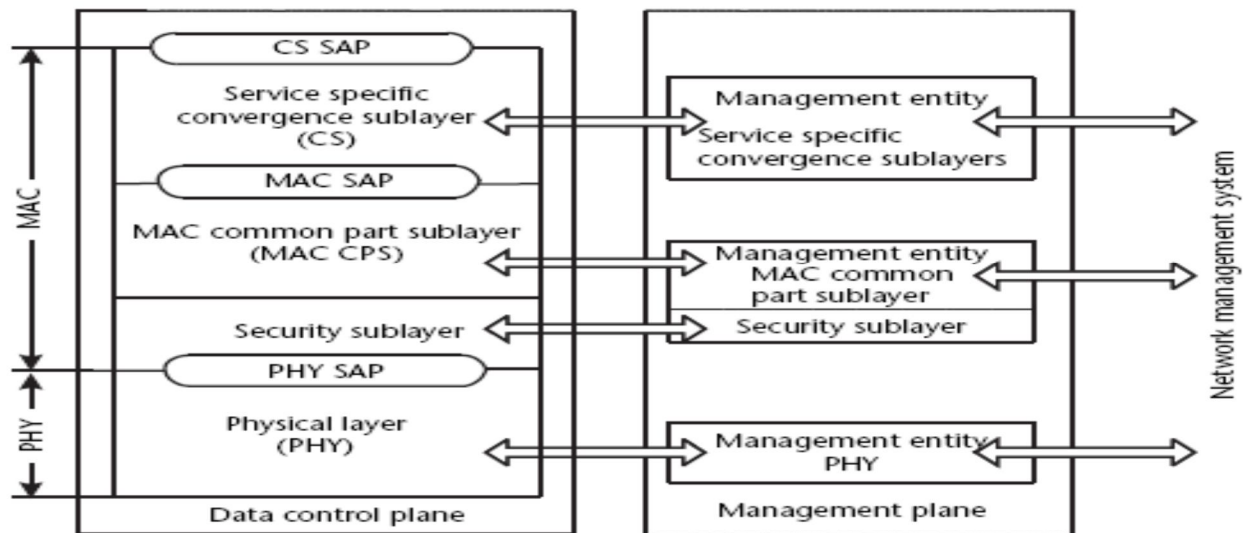 CS SAP
Service specific
convergence sublayer
(CS)
MAC SAP
MAC common part sublayer
(MAC CPS)
Security sublayer
PHY SAP
Physical layer
(PHY)
Data control plane
MAC
PHY
Management entity
Service specific
convergence sublayers
Management entity
MAC common
part sublayer
Security sublayer
Management entity
PHY
Management plane
Network management system